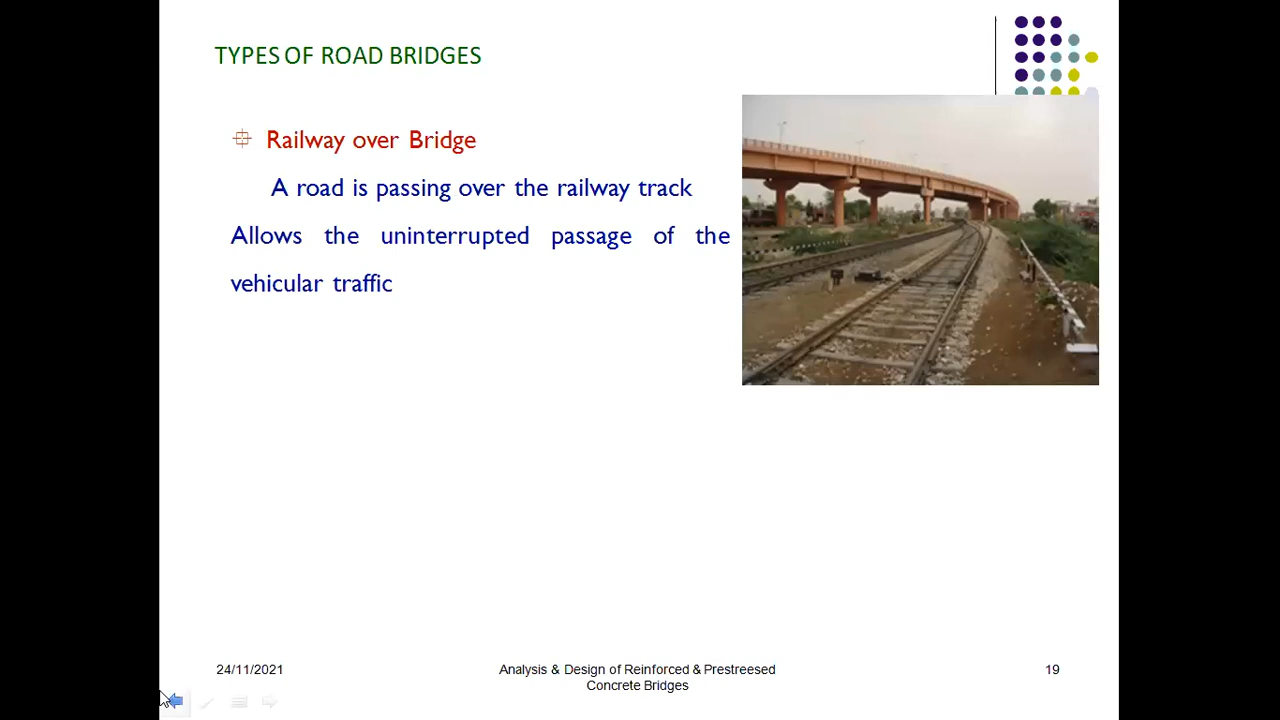 TYPES OF ROAD BRIDGES
Railway over Bridge
A road is passing over the railway track
Allows the uninterrupted passage of the
vehicular traffic
24/11/2021
Analysis & Design of Reinforced & Prestreesed
Concrete Bridges
19